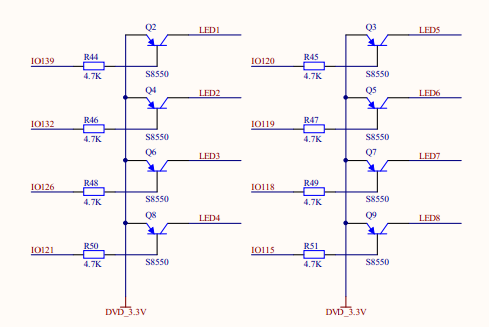 Q2 LED1
IO139 R44
4.7K S8550
Q4 LED2
IO132 R46
4.7K S8550
Q6 LED3
IO126 R48
4.7K S8550
Q8 LED4
IO121 R50
4.7K S8550
DVD_3.3V
Q3 LED5
IO120 R45
4.7K S8550
Q5 LED6
IO119 R47
4.7K S8550
Q7 LED7
IO118 R49
4.7K S8550
Q9 LED8
IO115 R51
4.7K S8550
DVD_3.3V